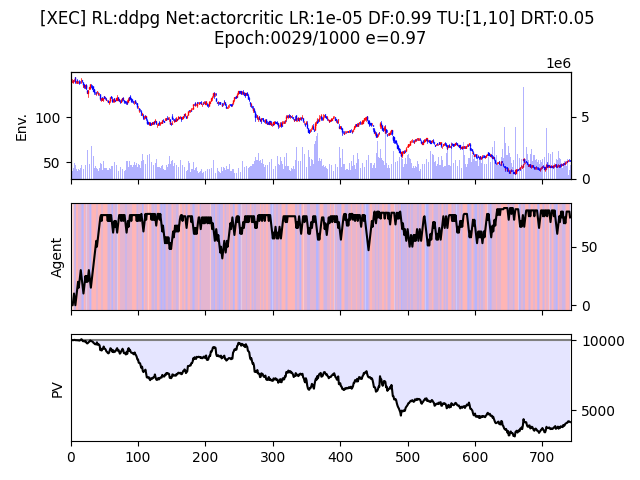 [XEC] RL:ddpg Net:actorcritic LR:1e-05 DF:0.99 TU:[1,10] DRT:0.05
Epoch:0029/1000 e=0.97
1e6
Env.
100
50
5
0
Agent
50
0
PV
10000
5000
0 100 200 300 400 500 600 700